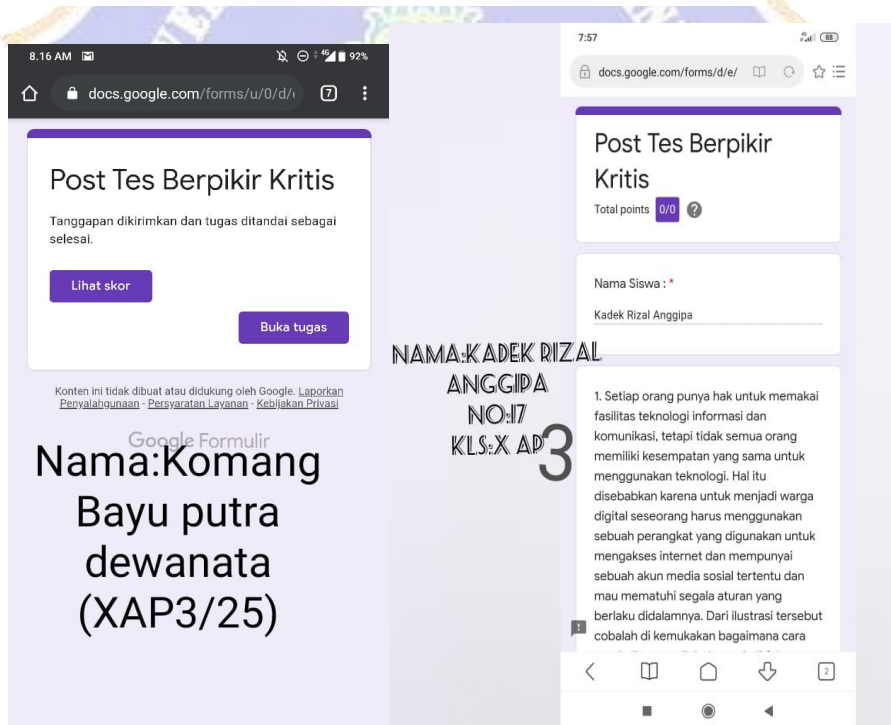 8.16 AM
4G
92%
docs.google.com/forms/u/0/d/
7
Post Tes Berpikir Kritis
Tanggapan dikirimkan dan tugas ditandai sebagai
selesai.
Lihat skor
Buka tugas
Konten ini tidak dibuat atau didukung oleh Google. Laporkan
Penyalahgunaan - Persyaratan Layanan - Kebijakan Privasi
Google Formulir
Nama:Komang
Bayu putra
dewanata
(XAP3/25)
NAMA:KADEK RIZAL
ANGGIPA
NO:17
KLS:X AP3
7:57
88
docs.google.com/forms/d/e/
Post Tes Berpikir
Kritis
Total points 0/0 ?
Nama Siswa : *
Kadek Rizal Anggipa
1. Setiap orang punya hak untuk memakai
fasilitas teknologi informasi dan
komunikasi, tetapi tidak semua orang
memiliki kesempatan yang sama untuk
menggunakan teknologi. Hal itu
disebabkan karena untuk menjadi warga
digital seseorang harus menggunakan
sebuah perangkat yang digunakan untuk
mengakses internet dan mempunyai
sebuah akun media sosial tertentu dan
mau mematuhi segala aturan yang
berlaku didalamnya. Dari ilustrasi tersebut
cobalah di kemukakan bagaimana cara
2